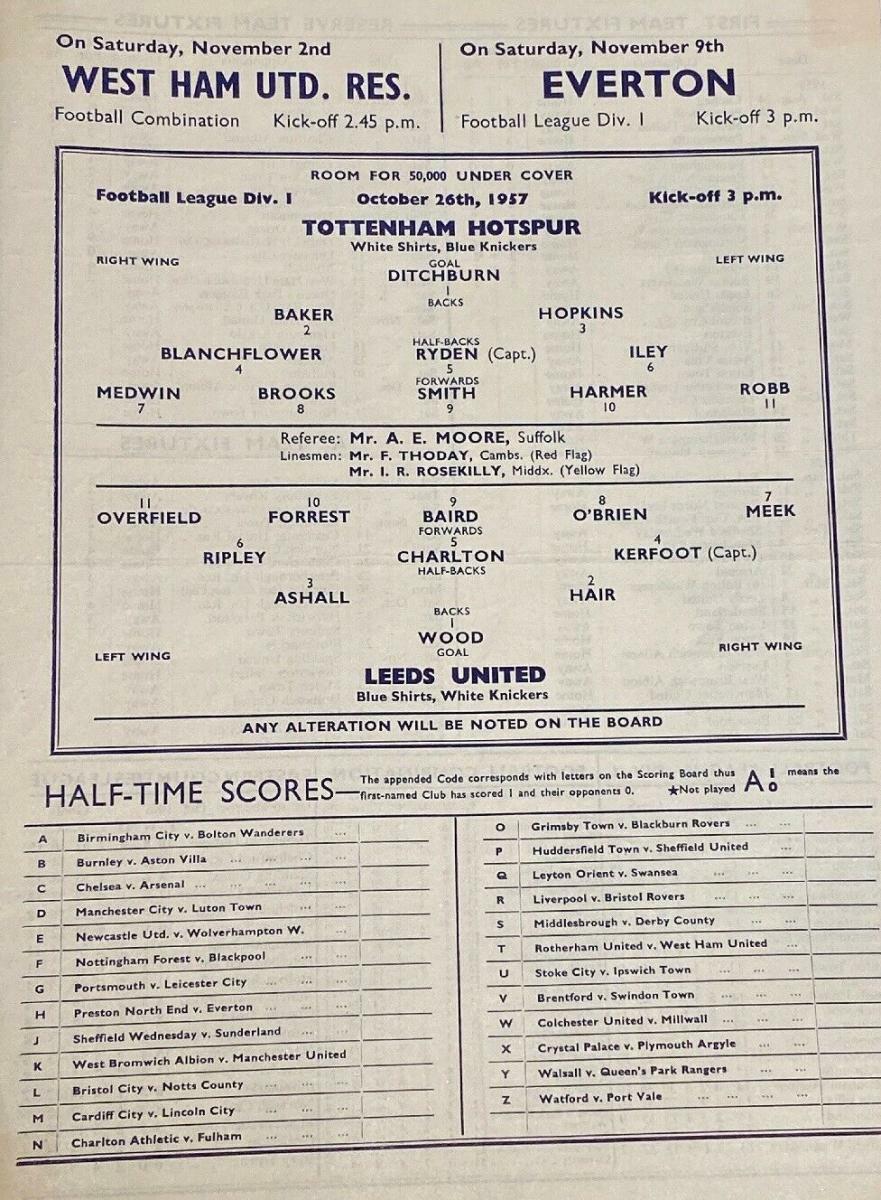 On Saturday, November 2nd
WEST HAM UTD. RES.
Football Combination Kick-off 2.45 p.m.
On Saturday, November 9th
EVERTON
Football League Div. I Kick-off 3 p.m.
ROOM FOR 50,000 UNDER COVER
Football League Div. I October 26th, 1957 Kick-off 3 p.m.
TOTTENHAM HOTSPUR
White Shirts, Blue Knickers
RIGHT WING GOAL LEFT WING
DITCHBURN
1
BACKS
BAKER HOPKINS
2 3
HALF-BACKS
BLANCHFLOWER RYDEN (Capt.) ILEY
4 5 6
FORWARDS
MEDWIN BROOKS SMITH HARMER ROBB
7 8 9 10 11
Referee: Mr. A. E. MOORE, Suffolk
Linesmen: Mr. F. THODAY, Cambs. (Red Flag)
Mr. I. R. ROSEKILLY, Middx. (Yellow Flag)
11 10 9 8 7
OVERFIELD FORREST BAIRD O'BRIEN MEEK
FORWARDS
6 5 4
RIPLEY CHARLTON KERFOOT (Capt.)
HALF-BACKS
3 2
ASHALL HAIR
BACKS
1
WOOD
LEFT WING GOAL RIGHT WING
LEEDS UNITED
Blue Shirts, White Knickers
ANY ALTERATION WILL BE NOTED ON THE BOARD
HALF-TIME SCORES—The appended Code corresponds with letters on the Scoring Board thus A 1 0 means the
first-named Club has scored 1 and their opponents 0. ★Not played
A Birmingham City v. Bolton Wanderers ...
B Burnley v. Aston Villa ... ... ... ...
C Chelsea v. Arsenal ... ... ... ... ...
D Manchester City v. Luton Town ... ...
E Newcastle Utd. v. Wolverhampton W.
F Nottingham Forest v. Blackpool ... ...
G Portsmouth v. Leicester City ... ... ...
H Preston North End v. Everton ... ...
J Sheffield Wednesday v. Sunderland ... ...
K West Bromwich Albion v. Manchester United
L Bristol City v. Notts County ... ... ...
M Cardiff City v. Lincoln City ... ... ...
N Charlton Athletic v. Fulham ... ... ...
O Grimsby Town v. Blackburn Rovers ... ...
P Huddersfield Town v. Sheffield United ...
Q Leyton Orient v. Swansea ... ... ...
R Liverpool v. Bristol Rovers ... ... ...
S Middlesbrough v. Derby County ... ...
T Rotherham United v. West Ham United ...
U Stoke City v. Ipswich Town ... ... ...
V Brentford v. Swindon Town ... ... ...
W Colchester United v. Millwall ... ... ...
X Crystal Palace v. Plymouth Argyle ... ...
Y Walsall v. Queen's Park Rangers ... ...
Z Watford v. Port Vale ... ... ... ...